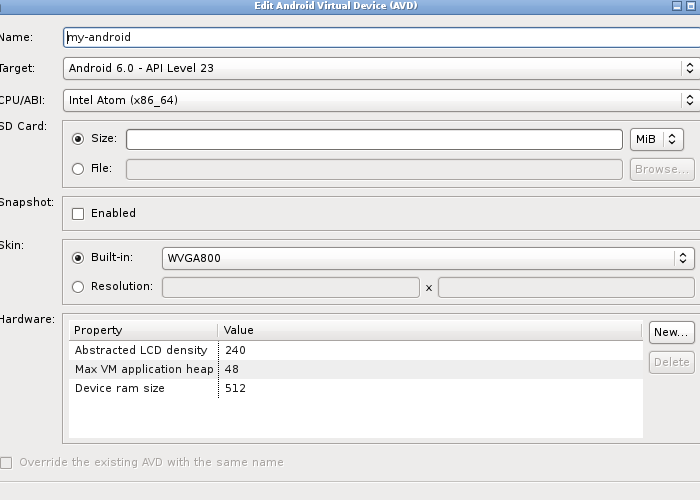 Edit Android Virtual Device (AVD)
Name: my-android
Target: Android 6.0 - API Level 23
CPU/ABI: Intel Atom (x86_64)
SD Card:
Size: MiB
File: Browse...
Snapshot:
Enabled
Skin:
Built-in: WVGA800
Resolution: x
Hardware:
Property Value New...
Abstracted LCD density 240
Delete
Max VM application heap 48
Device ram size 512
Override the existing AVD with the same name